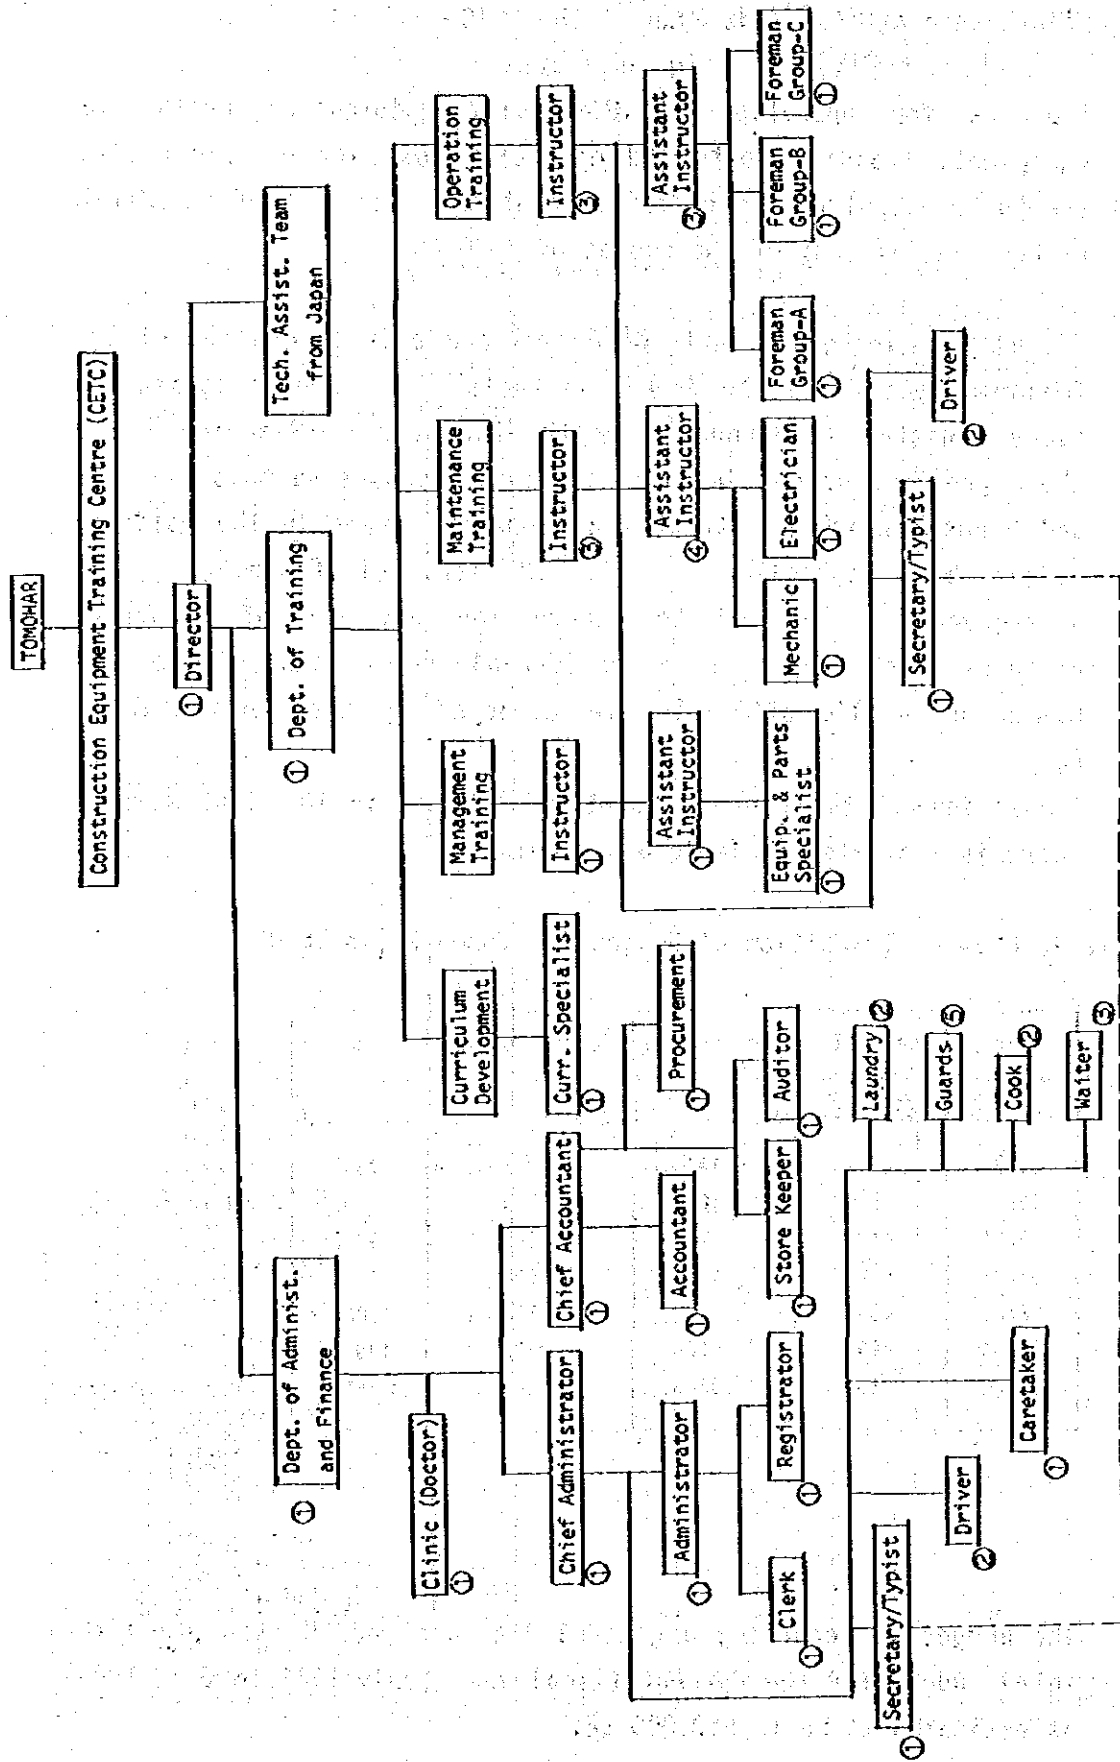 TOMOHAR
Construction Equipment Training Centre (CETC)
① Director
Dept. of Administ.
and Finance
①
① Dept. of Training
Tech. Assist. Team
from Japan
Clinic (Doctor)
①
Curriculum
Development
Management
Training
Maintenance
Training
Operation
Training
Chief Administrator
①
Chief Accountant
①
Curr. Specialist
①
Instructor
①
Instructor
③
Instructor
③
Administrator
①
Accountant
①
Procurement
①
Assistant
Instructor
①
Assistant
Instructor
④
Assistant
Instructor
③
Clerk
①
Registrator
①
Store Keeper
①
Auditor
①
Equip. & Parts
Specialist
①
Mechanic
①
Electrician
①
Foreman
Group-A
①
Foreman
Group-B
①
Foreman
Group-C
①
Secretary/Typist
①
Driver
②
Caretaker
①
Laundry ②
Guards ⑤
Cook ②
Waiter ③
Secretary/Typist
①
Driver
②